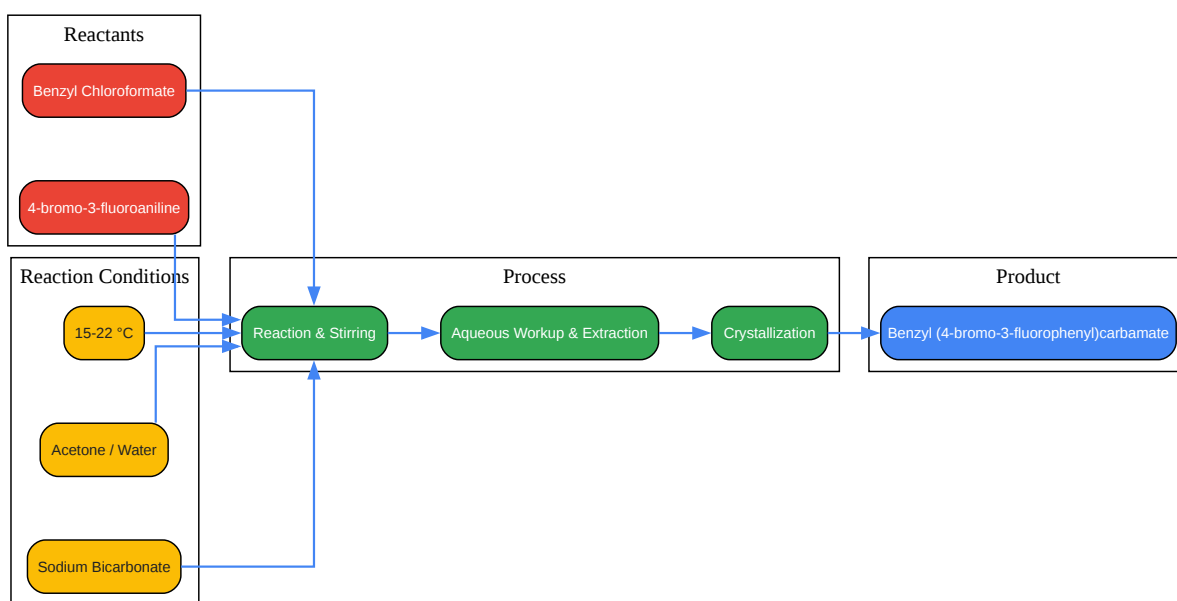 Reactants
Benzyl Chloroformate
4-bromo-3-fluoroaniline
Reaction Conditions
15-22 °C
Acetone / Water
Sodium Bicarbonate
Process
Reaction & Stirring
Aqueous Workup & Extraction
Crystallization
Product
Benzyl (4-bromo-3-fluorophenyl)carbamate